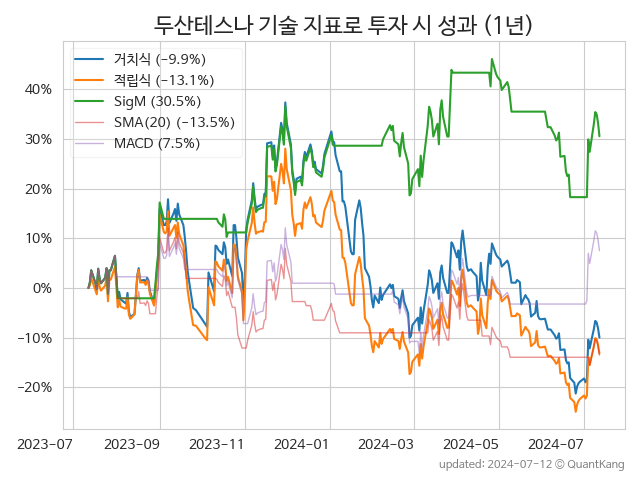 두산테스나 기술 지표로 투자 시 성과 (1년)
거치식 (−9.9%)
적립식 (−13.1%)
SigM (30.5%)
SMA(20) (−13.5%)
MACD (7.5%)
40%
30%
20%
10%
0%
−10%
−20%
2023-07 2023-09 2023-11 2024-01 2024-03 2024-05 2024-07
updated: 2024-07-12 © QuantKang